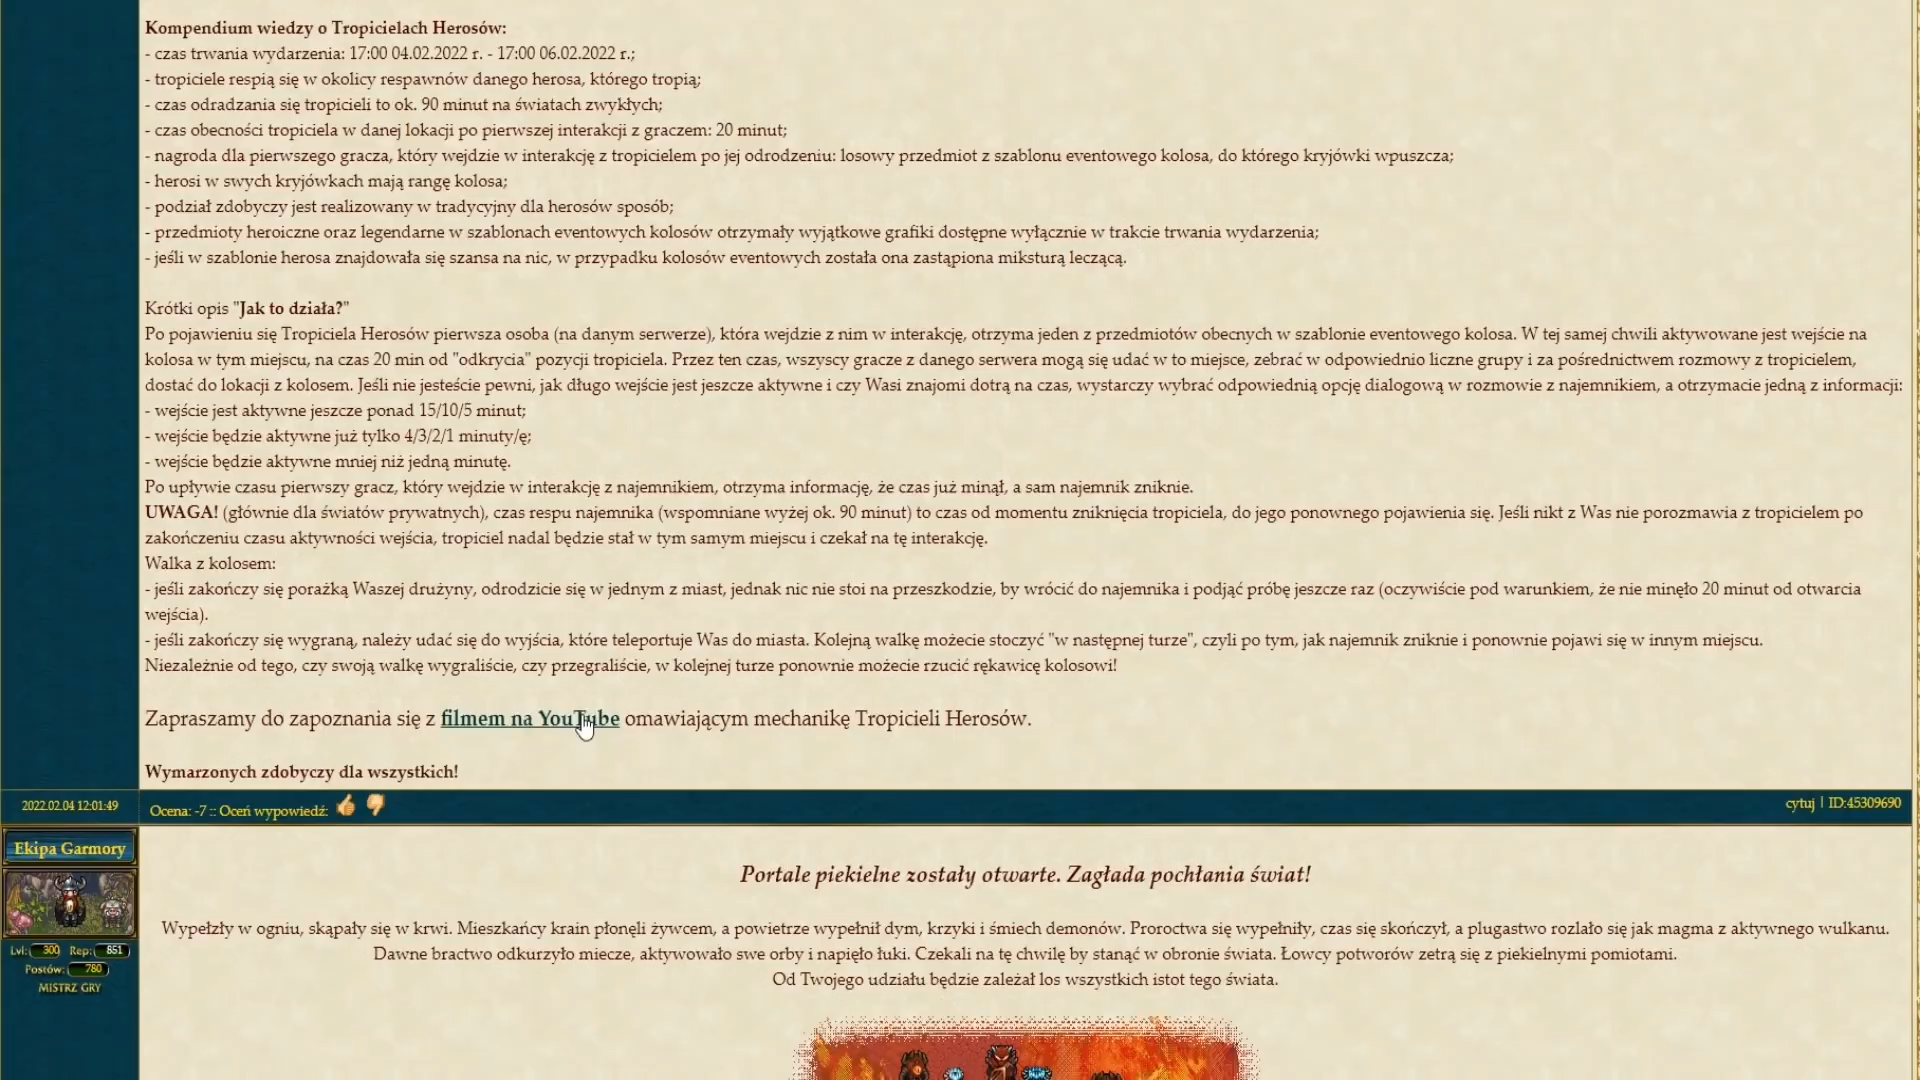 Kompendium wiedzy o Tropicielach Herosów:
- czas trwania wydarzenia: 17:00 04.02.2022 r. - 17:00 06.02.2022 r.;
- tropiciele respią się w okolicy respawnów danego herosa, którego tropią;
- czas odradzania się tropicieli to ok. 90 minut na światach zwykłych;
- czas obecności tropiciela w danej lokacji po pierwszej interakcji z graczem: 20 minut;
- nagroda dla pierwszego gracza, który wejdzie w interakcję z tropicielem po jej odrodzeniu: losowy przedmiot z szablonu eventowego kolosa, do którego kryjówki wpuszcza;
- herosi w swych kryjówkach mają rangę kolosa;
- podział zdobyczy jest realizowany w tradycyjny dla herosów sposób;
- przedmioty heroiczne oraz legendarne w szablonach eventowych kolosów otrzymały wyjątkowe grafiki dostępne wyłącznie w trakcie trwania wydarzenia;
- jeśli w szablonie herosa znajdowała się szansa na nic, w przypadku kolosów eventowych została ona zastąpiona miksturą leczącą.
Krótki opis "Jak to działa?"
Po pojawieniu się Tropiciela Herosów pierwsza osoba (na danym serwerze), która wejdzie z nim w interakcję, otrzyma jeden z przedmiotów obecnych w szablonie eventowego kolosa. W tej samej chwili aktywowane jest wejście na
kolosa w tym miejscu, na czas 20 min od "odkrycia" pozycji tropiciela. Przez ten czas, wszyscy gracze z danego serwera mogą się udać w to miejsce, zebrać w odpowiednio liczne grupy i za pośrednictwem rozmowy z tropicielem,
dostać do lokacji z kolosem. Jeśli nie jesteście pewni, jak długo wejście jest jeszcze aktywne i czy Wasi znajomi dotrą na czas, wystarczy wybrać odpowiednią opcję dialogową w rozmowie z najemnikiem, a otrzymacie jedną z informacji:
- wejście jest aktywne jeszcze ponad 15/10/5 minut;
- wejście będzie aktywne już tylko 4/3/2/1 minuty/ę;
- wejście będzie aktywne mniej niż jedną minutę.
Po upływie czasu pierwszy gracz, który wejdzie w interakcję z najemnikiem, otrzyma informację, że czas już minął, a sam najemnik zniknie.
UWAGA! (głównie dla światów prywatnych), czas respu najemnika (wspomniane wyżej ok. 90 minut) to czas od momentu zniknięcia tropiciela, do jego ponownego pojawienia się. Jeśli nikt z Was nie porozmawia z tropicielem po
zakończeniu czasu aktywności wejścia, tropiciel nadal będzie stał w tym samym miejscu i czekał na tę interakcję.
Walka z kolosem:
- jeśli zakończy się porażką Waszej drużyny, odrodzicie się w jednym z miast, jednak nic nie stoi na przeszkodzie, by wrócić do najemnika i podjąć próbę jeszcze raz (oczywiście pod warunkiem, że nie minęło 20 minut od otwarcia
wejścia).
- jeśli zakończy się wygraną, należy udać się do wyjścia, które teleportuje Was do miasta. Kolejną walkę możecie stoczyć "w następnej turze", czyli po tym, jak najemnik zniknie i ponownie pojawi się w innym miejscu.
Niezależnie od tego, czy swoją walkę wygraliście, czy przegraliście, w kolejnej turze ponownie możecie rzucić rękawicę kolosowi!
Zapraszamy do zapoznania się z filmem na YouTube omawiającym mechanikę Tropicieli Herosów.
Wymarzonych zdobyczy dla wszystkich!
2022.02.04 12:01:49
Ocena: -7 :: Oceń wypowiedź:
cytuj | ID:45309690
Ekipa Garmory
Lvl: 300 Rep: 851
Postów: 780
MISTRZ GRY
Portale piekielne zostały otwarte. Zagłada pochłania świat!
Wypełzły w ogniu, skąpały się w krwi. Mieszkańcy krain płonęli żywcem, a powietrze wypełnił dym, krzyki i śmiech demonów. Proroctwa się wypełniły, czas się skończył, a plugastwo rozlało się jak magma z aktywnego wulkanu.
Dawne bractwo odkurzyło miecze, aktywowało swe orby i napięło łuki. Czekali na tę chwilę by stanąć w obronie świata. Łowcy potworów zetrą się z piekielnymi pomiotami.
Od Twojego udziału będzie zależał los wszystkich istot tego świata.